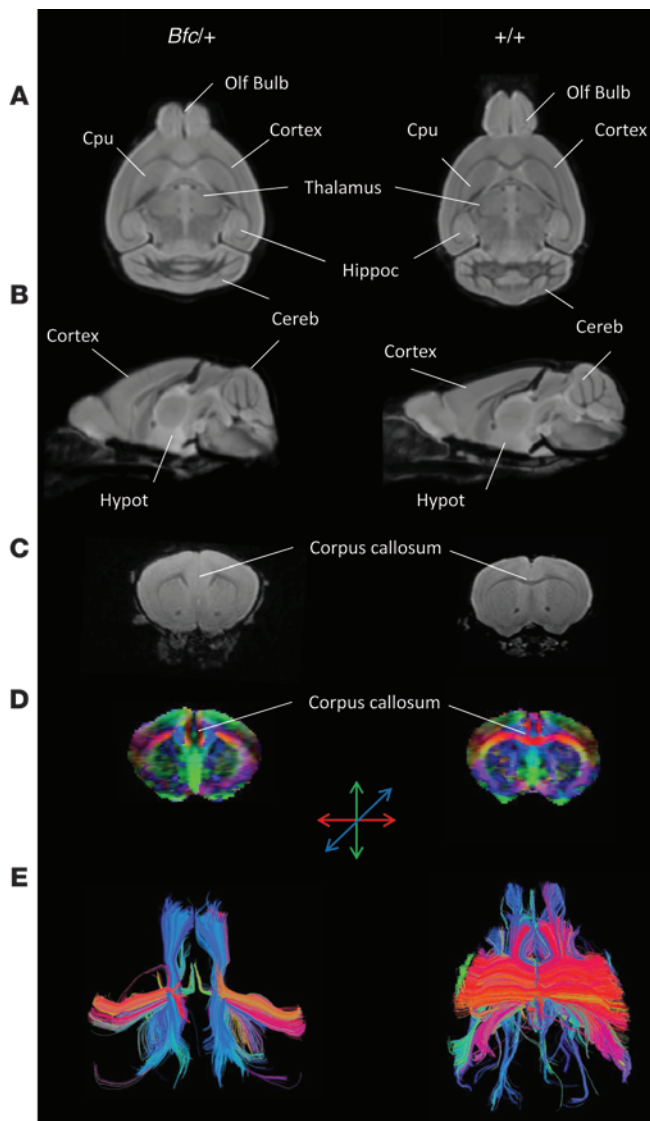 Bfc/+
+/+
A
Olf Bulb
Olf Bulb
Cpu
Cortex
Cpu
Cortex
Thalamus
Hippoc
B
Cereb
Cereb
Cortex
Cortex
Hypot
Hypot
C
Corpus callosum
D
Corpus callosum
E